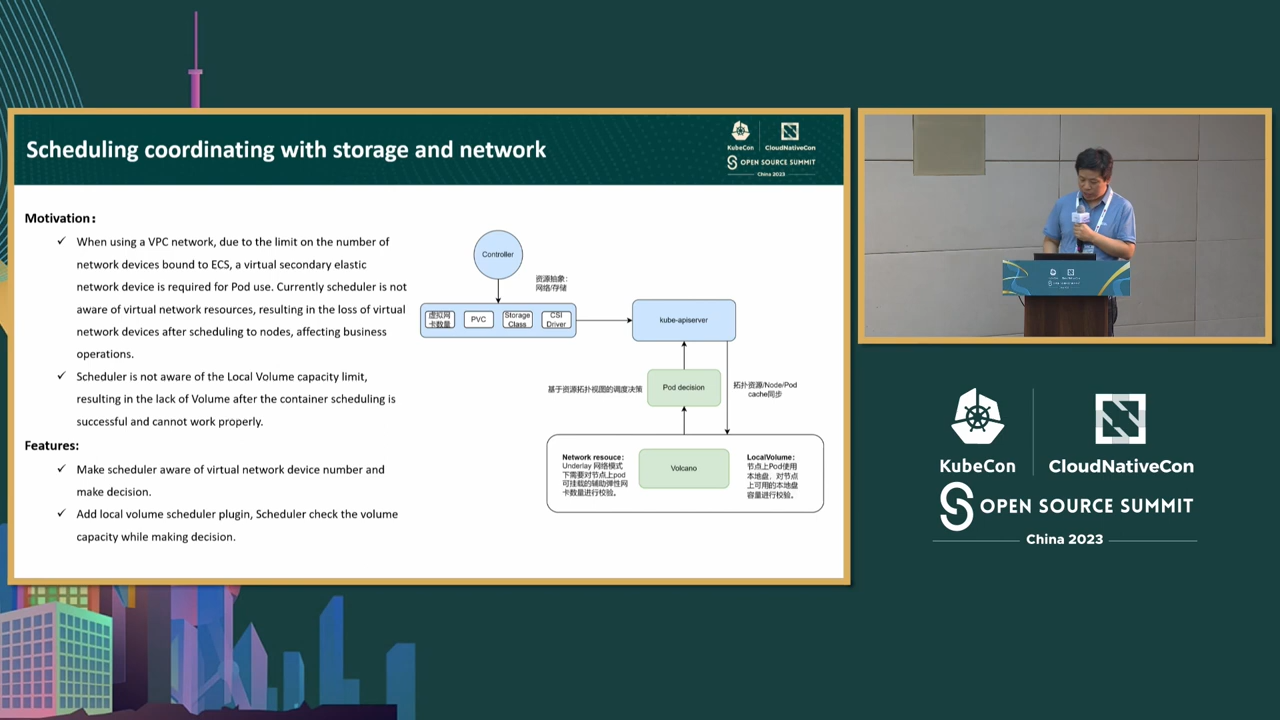 Scheduling coordinating with storage and network
KubeCon
CloudNativeCon
OPEN SOURCE SUMMIT
China 2023
Motivation：
✓ When using a VPC network, due to the limit on the number of
network devices bound to ECS, a virtual secondary elastic
network device is required for Pod use. Currently scheduler is not
aware of virtual network resources, resulting in the loss of virtual
network devices after scheduling to nodes, affecting business
operations.
✓ Scheduler is not aware of the Local Volume capacity limit,
resulting in the lack of Volume after the container scheduling is
successful and cannot work properly.
Features:
✓ Make scheduler aware of virtual network device number and
make decision.
✓ Add local volume scheduler plugin, Scheduler check the volume
capacity while making decision.
Controller
资源抽象：
网络/存储
虚拟网
卡数量
PVC
Storage
Class
CSI
Driver
kube-apiserver
基于资源拓扑视图的调度决策
Pod decision
拓扑资源/Node/Pod
cache同步
Network resouce：
Underlay 网络模式
下需要对节点上pod
可挂载的辅助弹性网
卡数量进行校验。
Volcano
LocalVolume：
节点上Pod使用
本地盘，对节点
上可用的本地盘
容量进行校验。
KubeCon
CloudNativeCon
OPEN SOURCE SUMMIT
China 2023